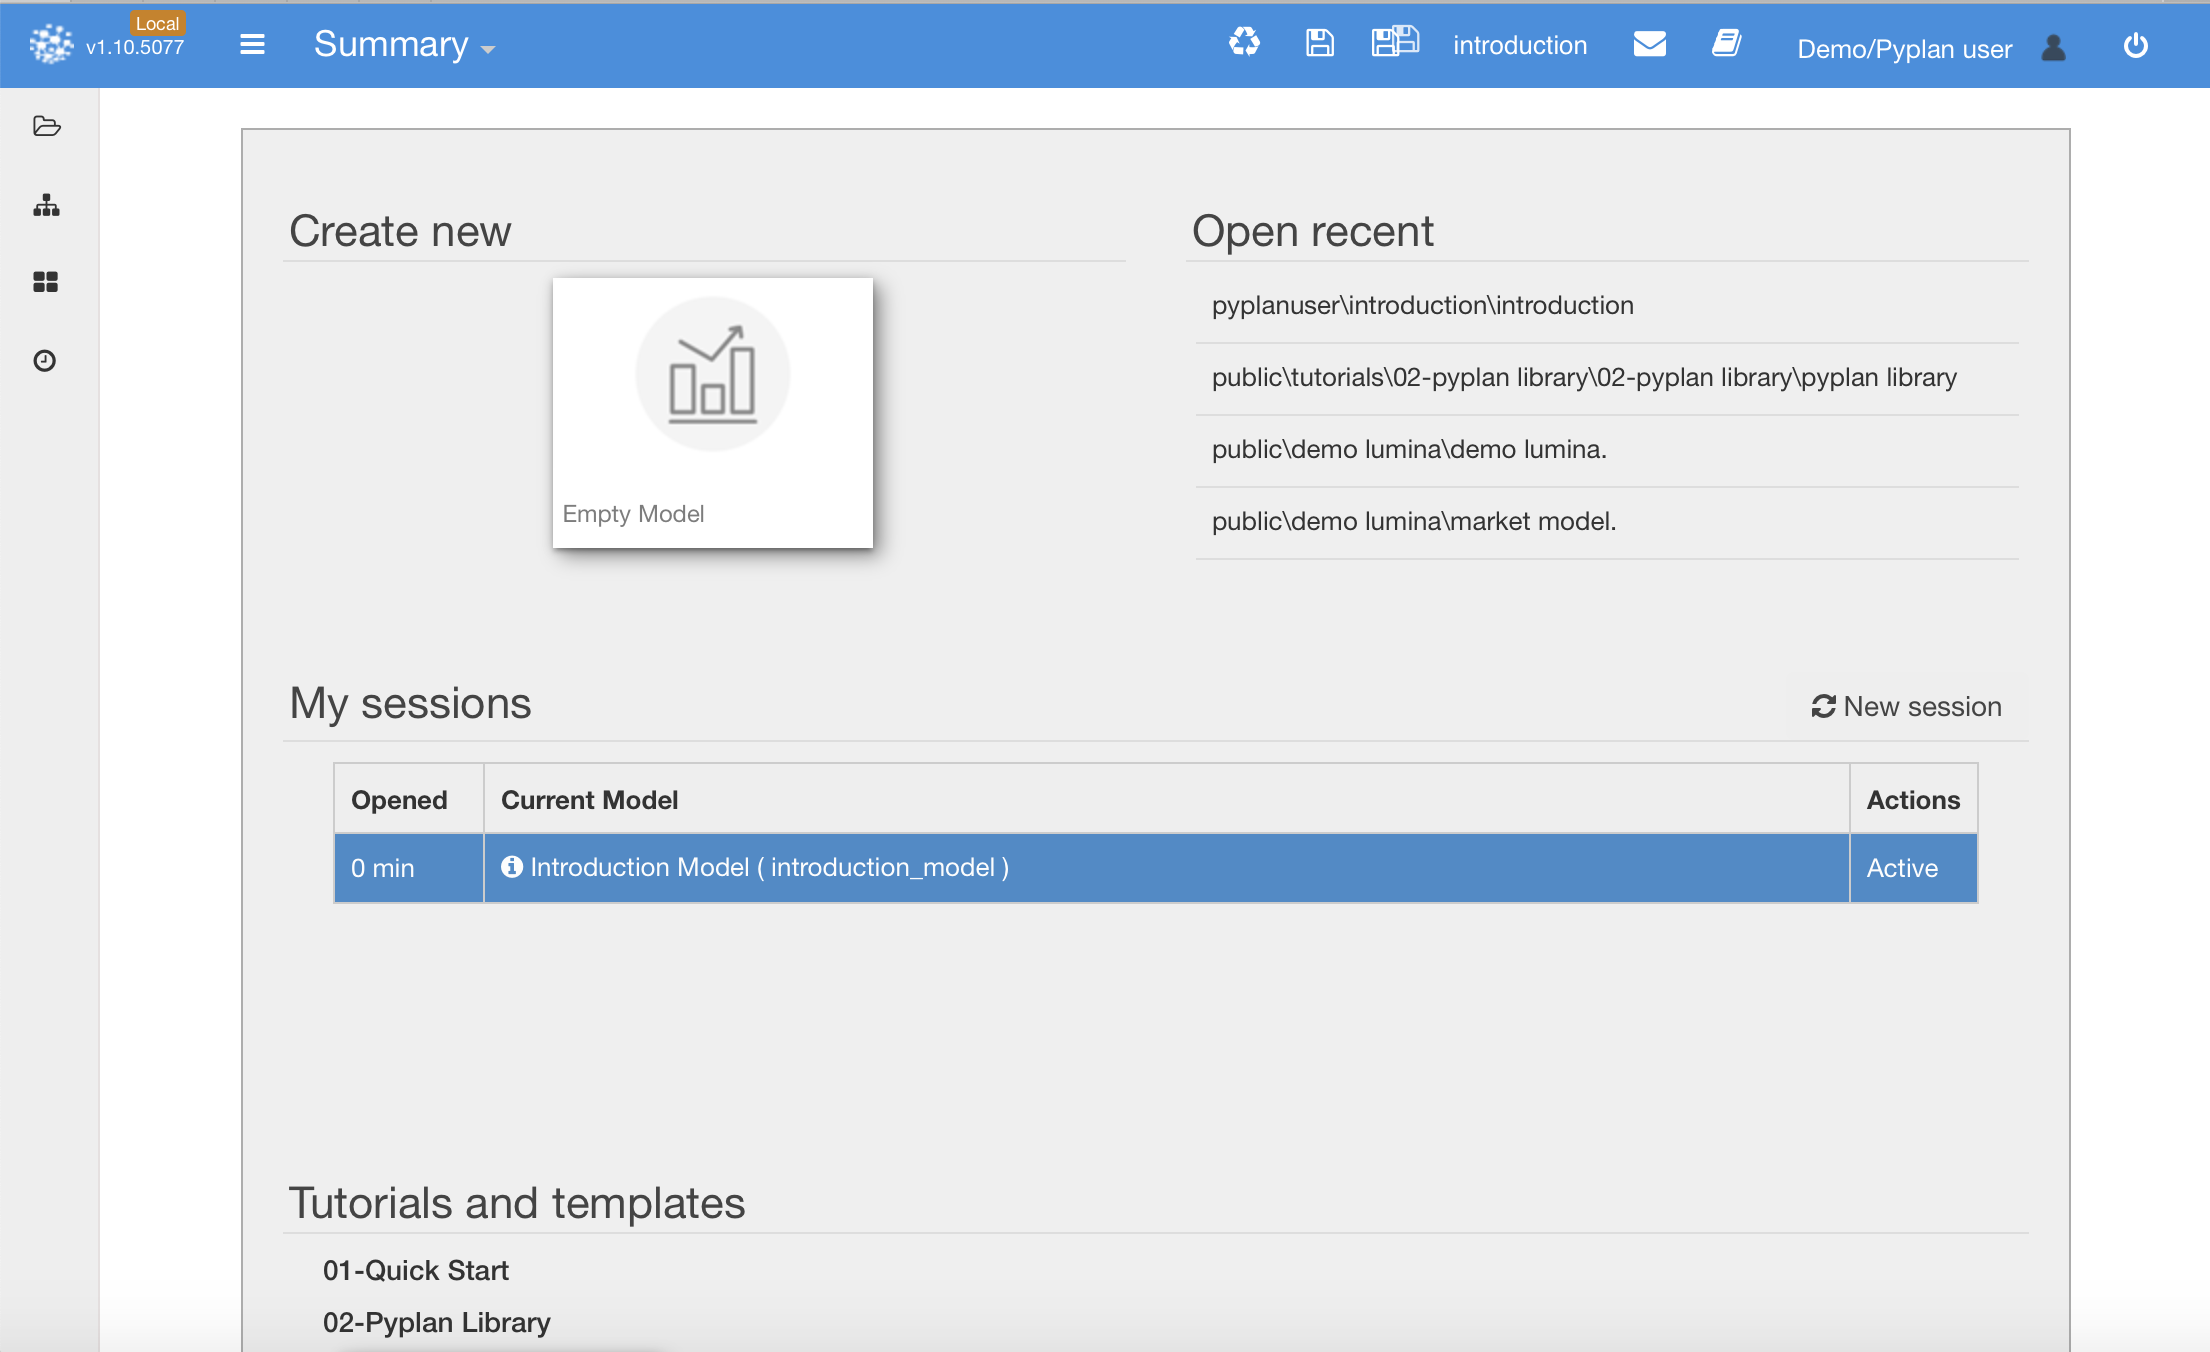 Local
v1.10.5077
Summary
introduction
Demo/Pyplan user
Create new
Empty Model
Open recent
pyplanuser\introduction\introduction
public\tutorials\02-pyplan library\02-pyplan library\pyplan library
public\demo lumina\demo lumina.
public\demo lumina\market model.
My sessions
New session
Opened Current Model Actions
0 min Introduction Model ( introduction_model ) Active
Tutorials and templates
01-Quick Start
02-Pyplan Library